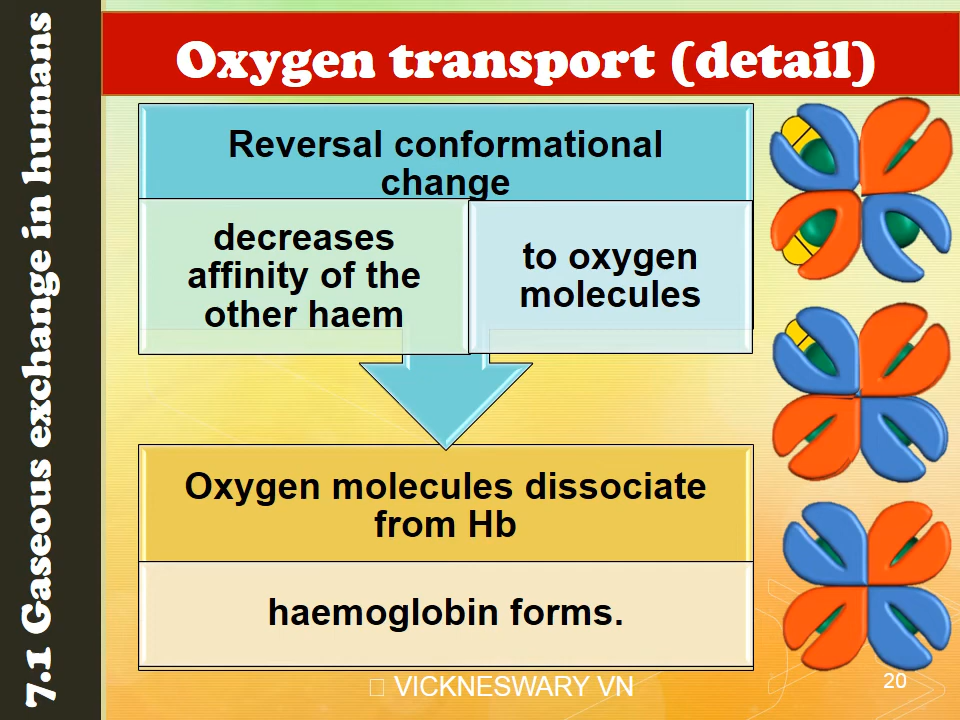 7.1 Gaseous exchange in humans
Oxygen transport (detail)
Reversal conformational
change
decreases
affinity of the
other haem
to oxygen
molecules
Oxygen molecules dissociate
from Hb
haemoglobin forms.
VICKNESWARY VN
20